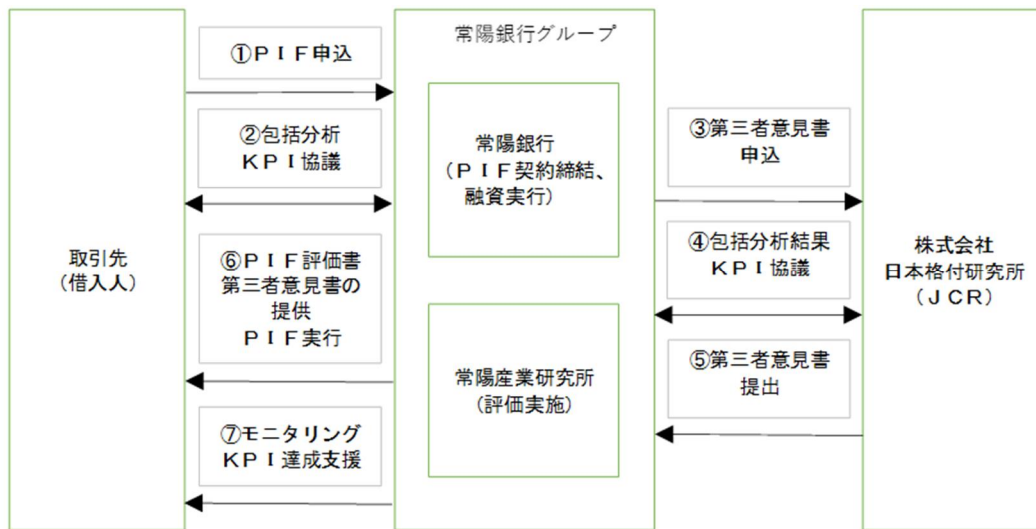 常陽銀行グループ
①ＰＩＦ申込
②包括分析
ＫＰＩ協議
常陽銀行
（ＰＩＦ契約締結、
融資実行）
③第三者意見書
申込
取引先
（借入人）
⑥ＰＩＦ評価書
第三者意見書の
提供
ＰＩＦ実行
④包括分析結果
ＫＰＩ協議
株式会社
日本格付研究所
（ＪＣＲ）
常陽産業研究所
（評価実施）
⑤第三者意見書
提出
⑦モニタリング
ＫＰＩ達成支援